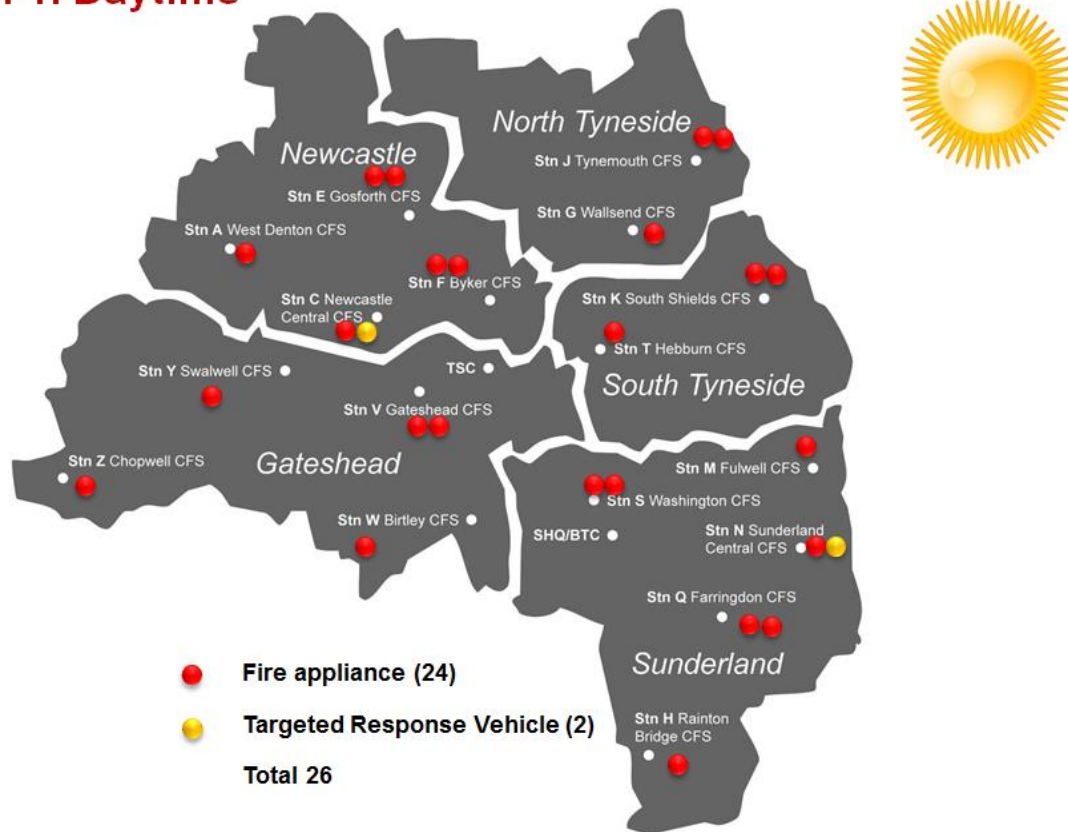 Daytime
North Tyneside
Stn J Tynemouth CFS
Newcastle
Stn E Gosforth CFS
Stn G Wallsend CFS
Stn A West Denton CFS
Stn F Byker CFS
Stn C Newcastle
Central CFS
Stn K South Shields CFS
Stn T Hebburn CFS
South Tyneside
TSC
Stn Y Swalwell CFS
Stn V Gateshead CFS
Gateshead
Stn Z Chopwell CFS
Stn W Birtley CFS
Stn M Fulwell CFS
Stn S Washington CFS
SHQ/BTC
Stn N Sunderland
Central CFS
Stn Q Farringdon CFS
Sunderland
Stn H Rainton
Bridge CFS
Fire appliance (24)
Targeted Response Vehicle (2)
Total 26